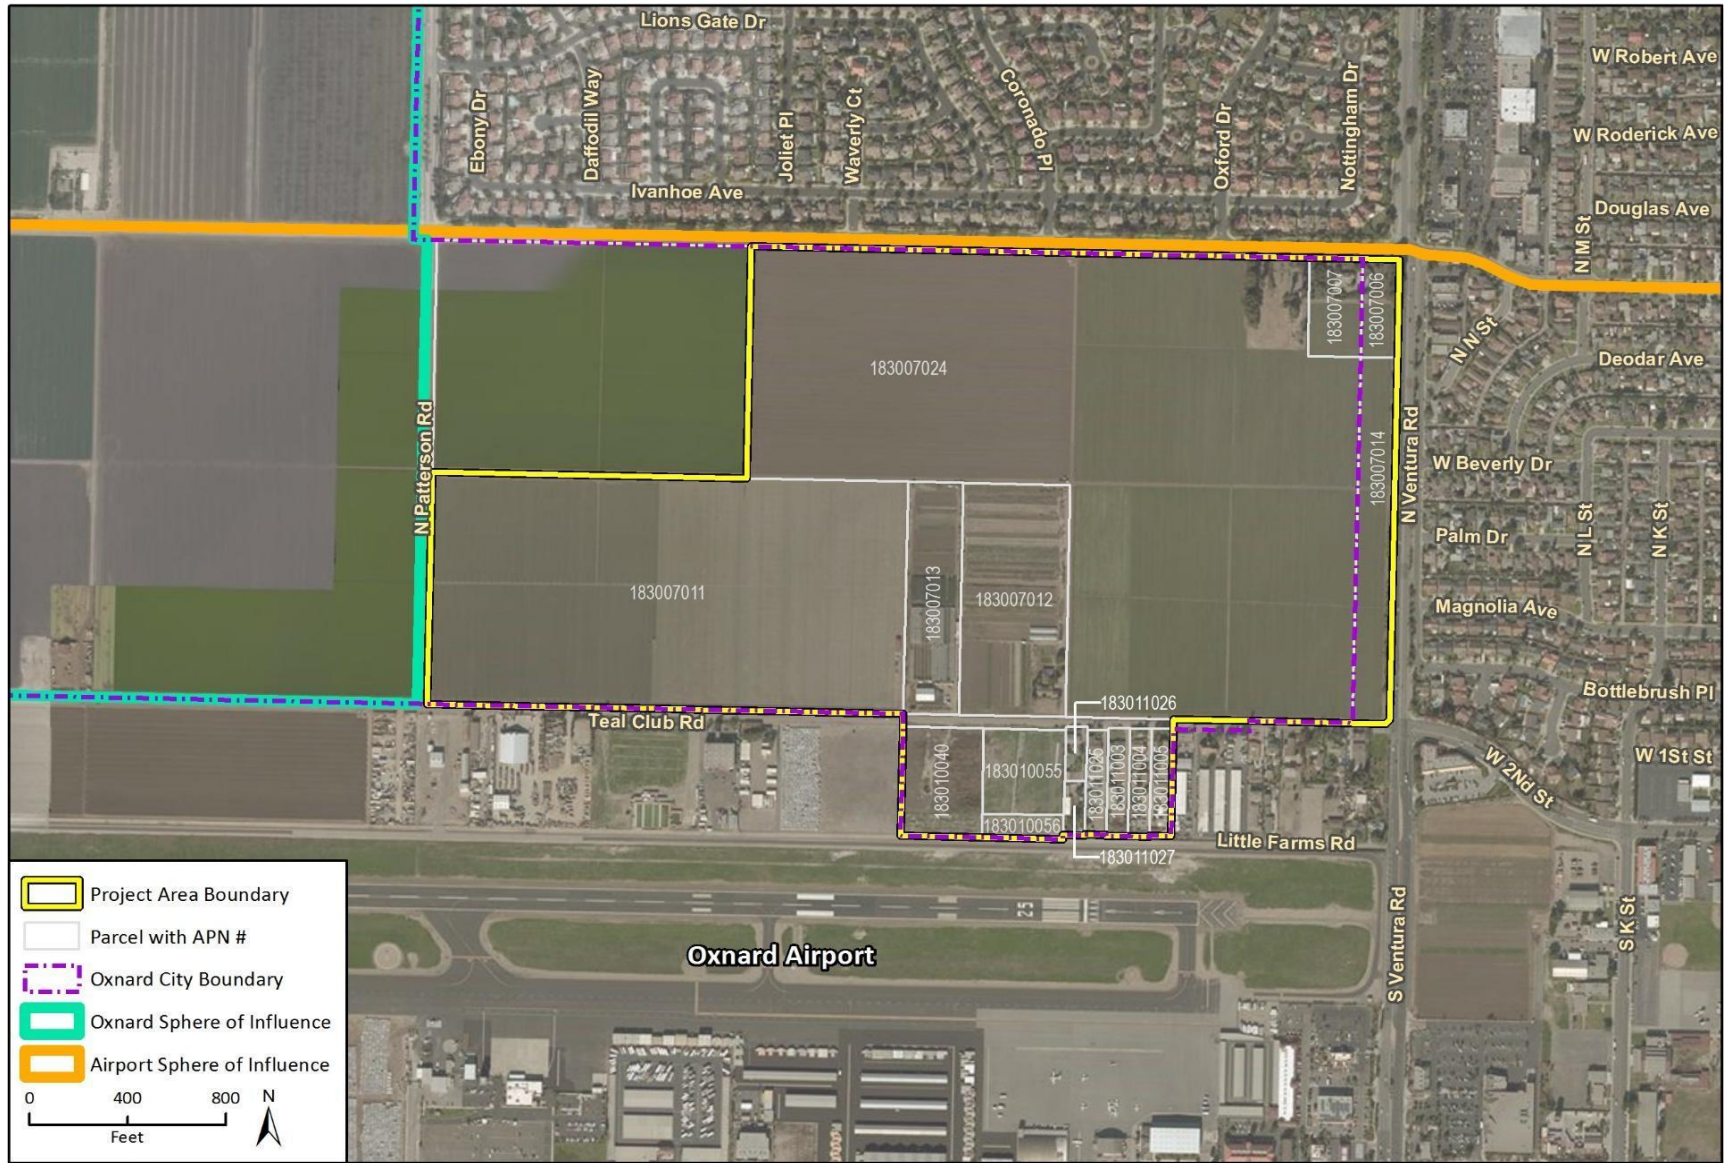 Lions Gate Dr
W Robert Ave
Ebony Dr
Daffodil Way
Joliet Pl
Waverly Ct
Coronado Pl
Oxford Dr
Nottingham Dr
W Roderick Ave
Ivanhoe Ave
Douglas Ave
N M St
183007007
183007006
183007024
N N St
Deodar Ave
N Patterson Rd
183007014
N Ventura Rd
W Beverly Dr
N L St
N K St
Palm Dr
183007011
183007013
183007012
Magnolia Ave
Bottlebrush Pl
183011026
Teal Club Rd
183010040
183010055
183010056
183011025
183011003
183011004
183011005
W 2Nd St
W 1St St
Little Farms Rd
183011027
S Ventura Rd
S K St
25
Oxnard Airport
Project Area Boundary
Parcel with APN #
Oxnard City Boundary
Oxnard Sphere of Influence
Airport Sphere of Influence
0 400 800
Feet
N